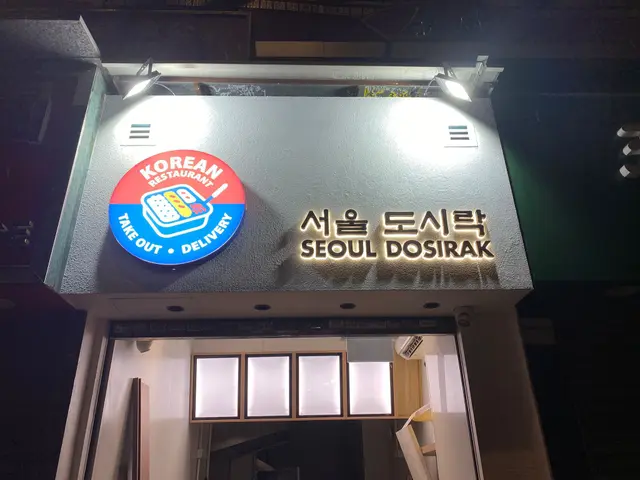 KOREAN
RESTAURANT
TAKE OUT • DELIVERY
서울 도시락
SEOUL DOSIRAK